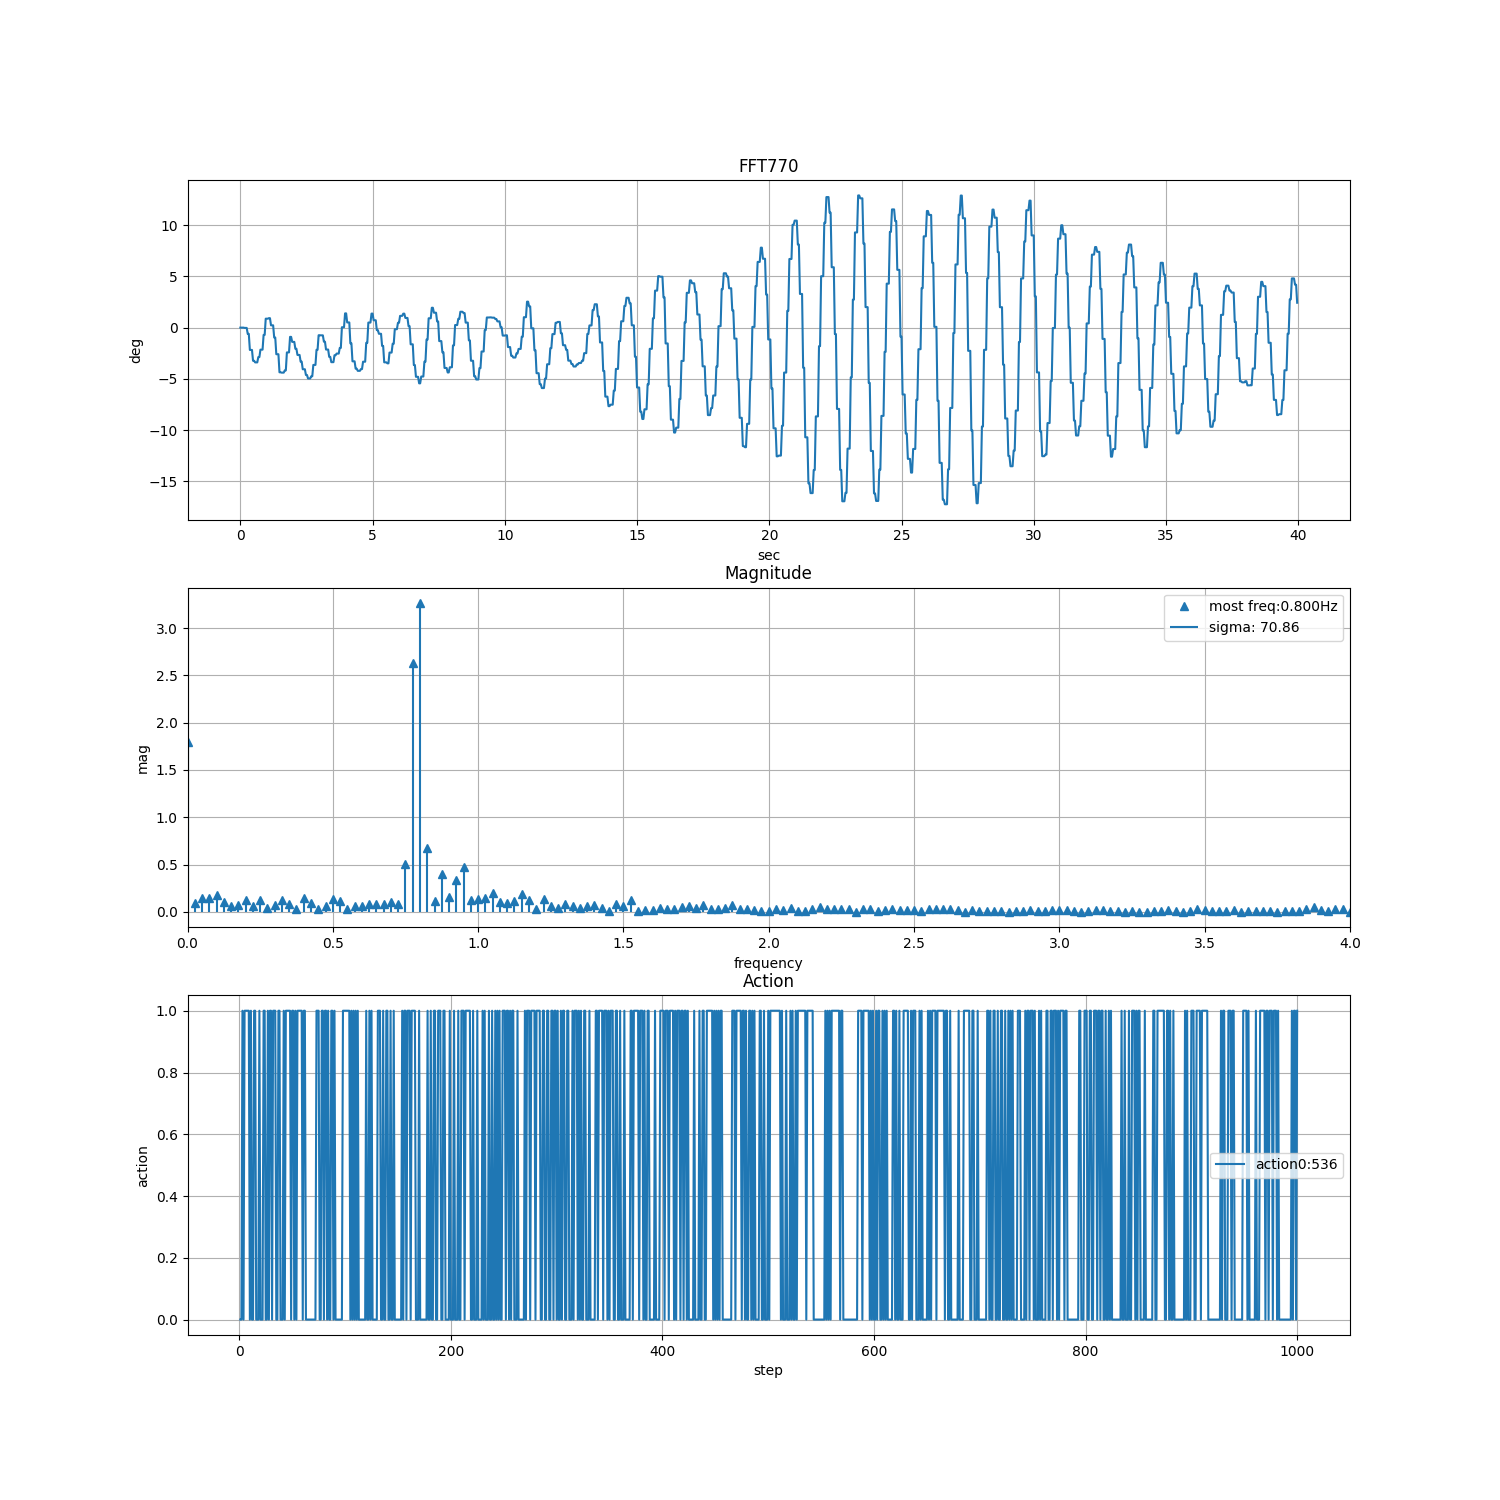 FFT770
10
5
0
−5
−10
−15
deg
0 5 10 15 20 25 30 35 40
sec
Magnitude
most freq:0.800Hz
sigma: 70.86
3.0
2.5
2.0
1.5
1.0
0.5
0.0
mag
0.0 0.5 1.0 1.5 2.0 2.5 3.0 3.5 4.0
frequency
Action
1.0
0.8
0.6
0.4
0.2
0.0
action
action0:536
0 200 400 600 800 1000
step